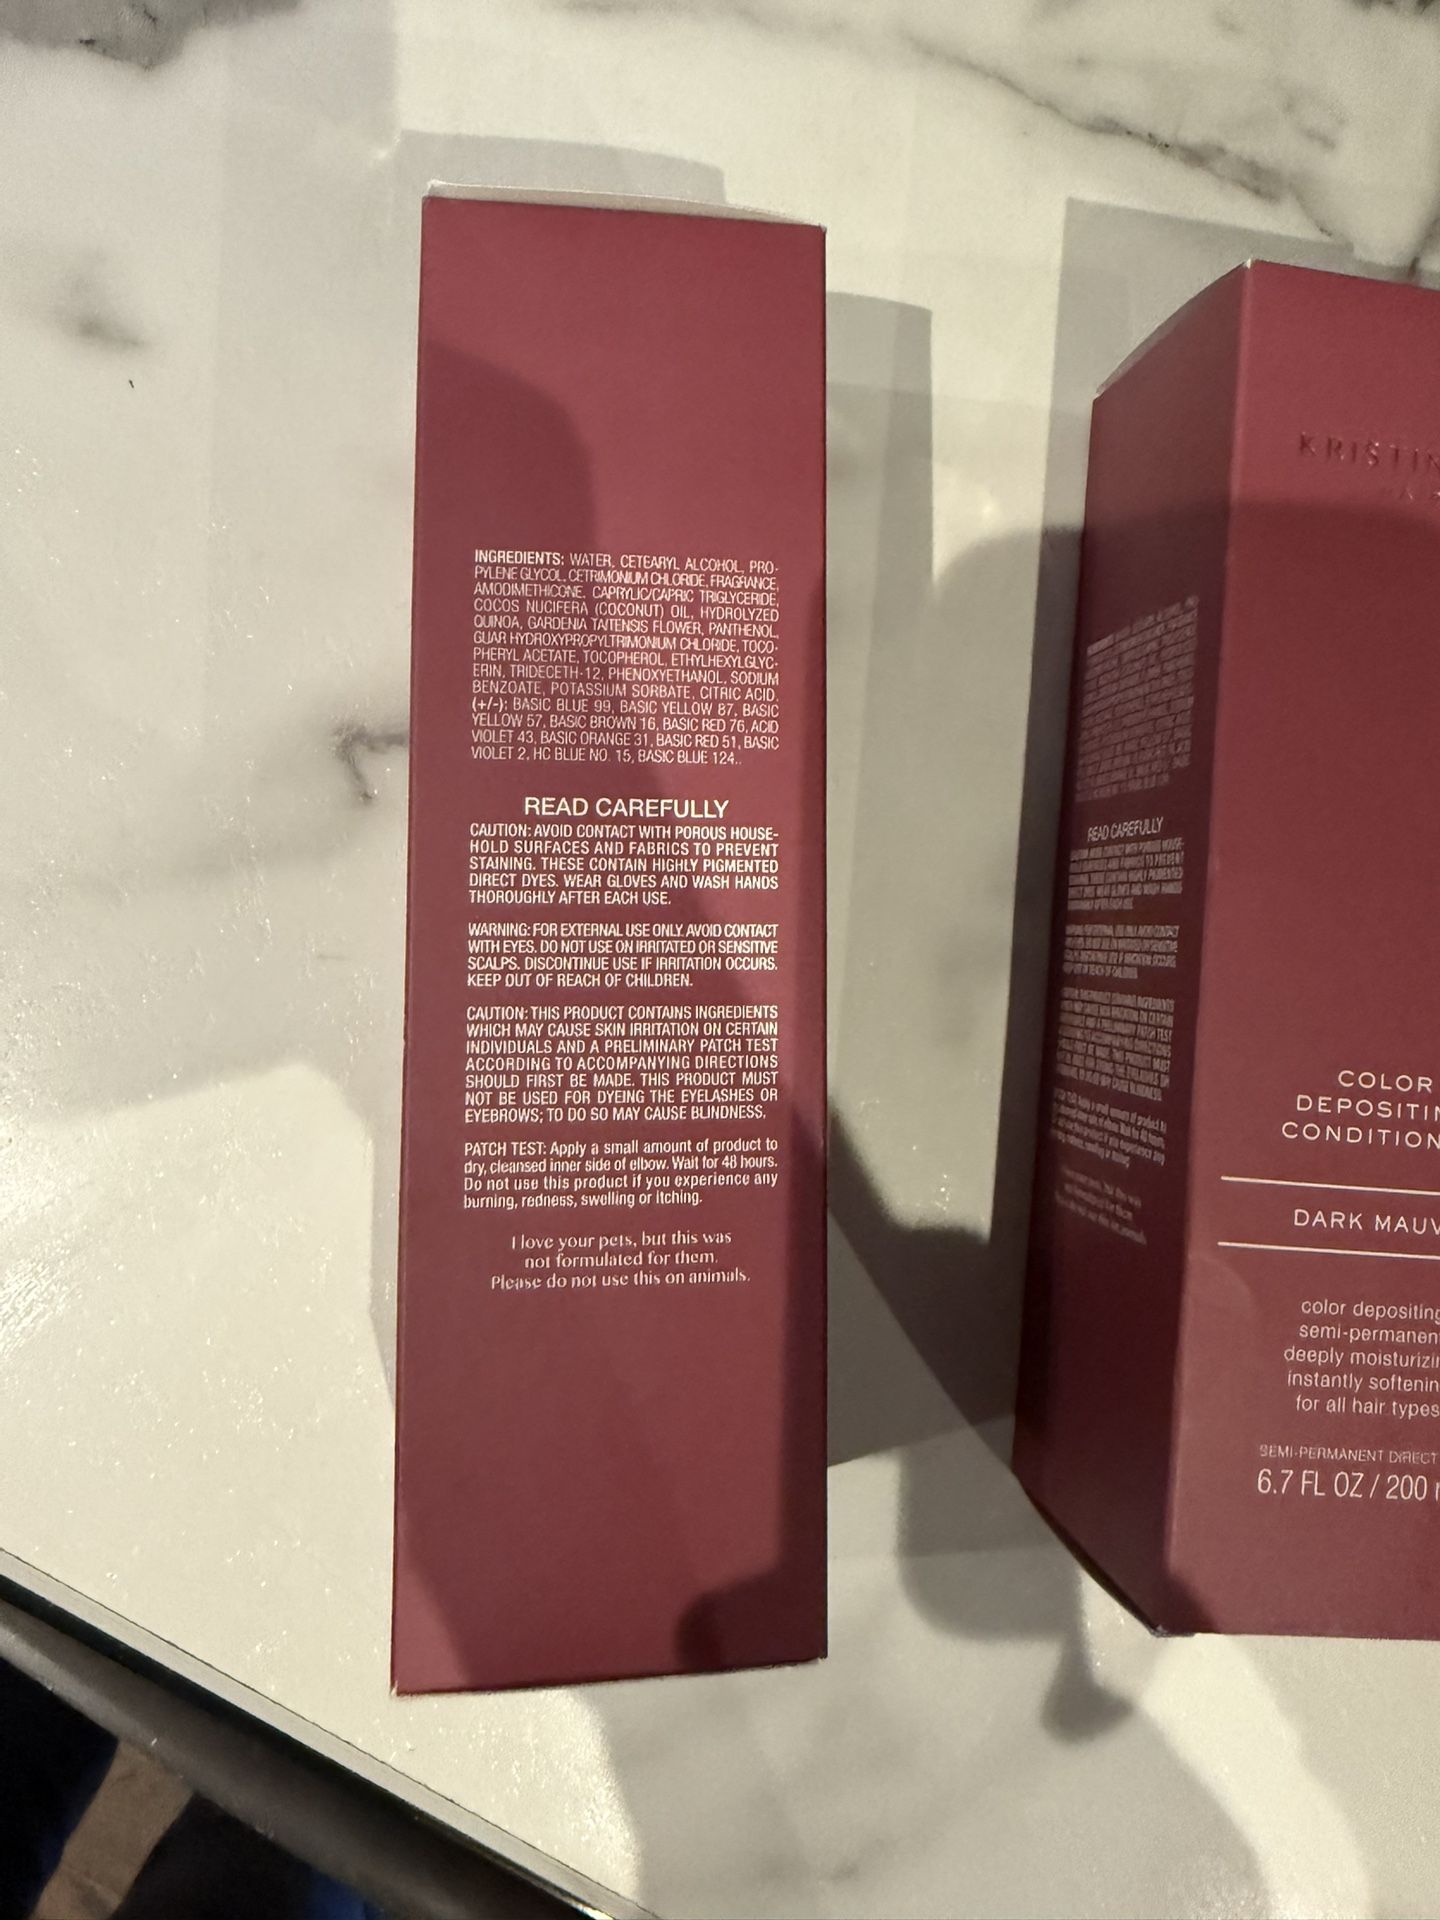 INGREDIENTS: WATER, CETEARYL ALCOHOL, PRO-
PYLENE GLYCOL, CETRIMONIUM CHLORIDE, FRAGRANCE,
AMODIMETHICONE, CAPRYLIC/CAPRIC TRIGLYCERIDE,
COCOS NUCIFERA (COCONUT) OIL, HYDROLYZED
QUINOA, GARDENIA TAITENSIS FLOWER, PANTHENOL,
GUAR HYDROXYPROPYLTRIMONIUM CHLORIDE, TOCO-
PHERYL ACETATE, TOCOPHEROL, ETHYLHEXYLGLYC-
ERIN, TRIDECETH-12, PHENOXYETHANOL, SODIUM
BENZOATE, POTASSIUM SORBATE, CITRIC ACID.
(+/-): BASIC BLUE 99, BASIC YELLOW 87, BASIC
YELLOW 57, BASIC BROWN 16, BASIC RED 76, ACID
VIOLET 43, BASIC ORANGE 31, BASIC RED 51, BASIC
VIOLET 2, HC BLUE NO. 15, BASIC BLUE 124..
READ CAREFULLY
CAUTION: AVOID CONTACT WITH POROUS HOUSE-
HOLD SURFACES AND FABRICS TO PREVENT
STAINING. THESE CONTAIN HIGHLY PIGMENTED
DIRECT DYES. WEAR GLOVES AND WASH HANDS
THOROUGHLY AFTER EACH USE.
WARNING: FOR EXTERNAL USE ONLY. AVOID CONTACT
WITH EYES. DO NOT USE ON IRRITATED OR SENSITIVE
SCALPS. DISCONTINUE USE IF IRRITATION OCCURS.
KEEP OUT OF REACH OF CHILDREN.
CAUTION: THIS PRODUCT CONTAINS INGREDIENTS
WHICH MAY CAUSE SKIN IRRITATION ON CERTAIN
INDIVIDUALS AND A PRELIMINARY PATCH TEST
ACCORDING TO ACCOMPANYING DIRECTIONS
SHOULD FIRST BE MADE. THIS PRODUCT MUST
NOT BE USED FOR DYEING THE EYELASHES OR
EYEBROWS; TO DO SO MAY CAUSE BLINDNESS.
PATCH TEST: Apply a small amount of product to
dry, cleansed inner side of elbow. Wait for 48 hours.
Do not use this product if you experience any
burning, redness, swelling or itching.
I love your pets, but this was
not formulated for them.
Please do not use this on animals.
READ CAREFULLY
KRISTIN
COLOR
DEPOSITIN
CONDITION
DARK MAUV
color depositing
semi-permanen
deeply moisturizi
instantly softenin
for all hair types
SEMI-PERMANENT DIRECT
6.7 FL OZ / 200